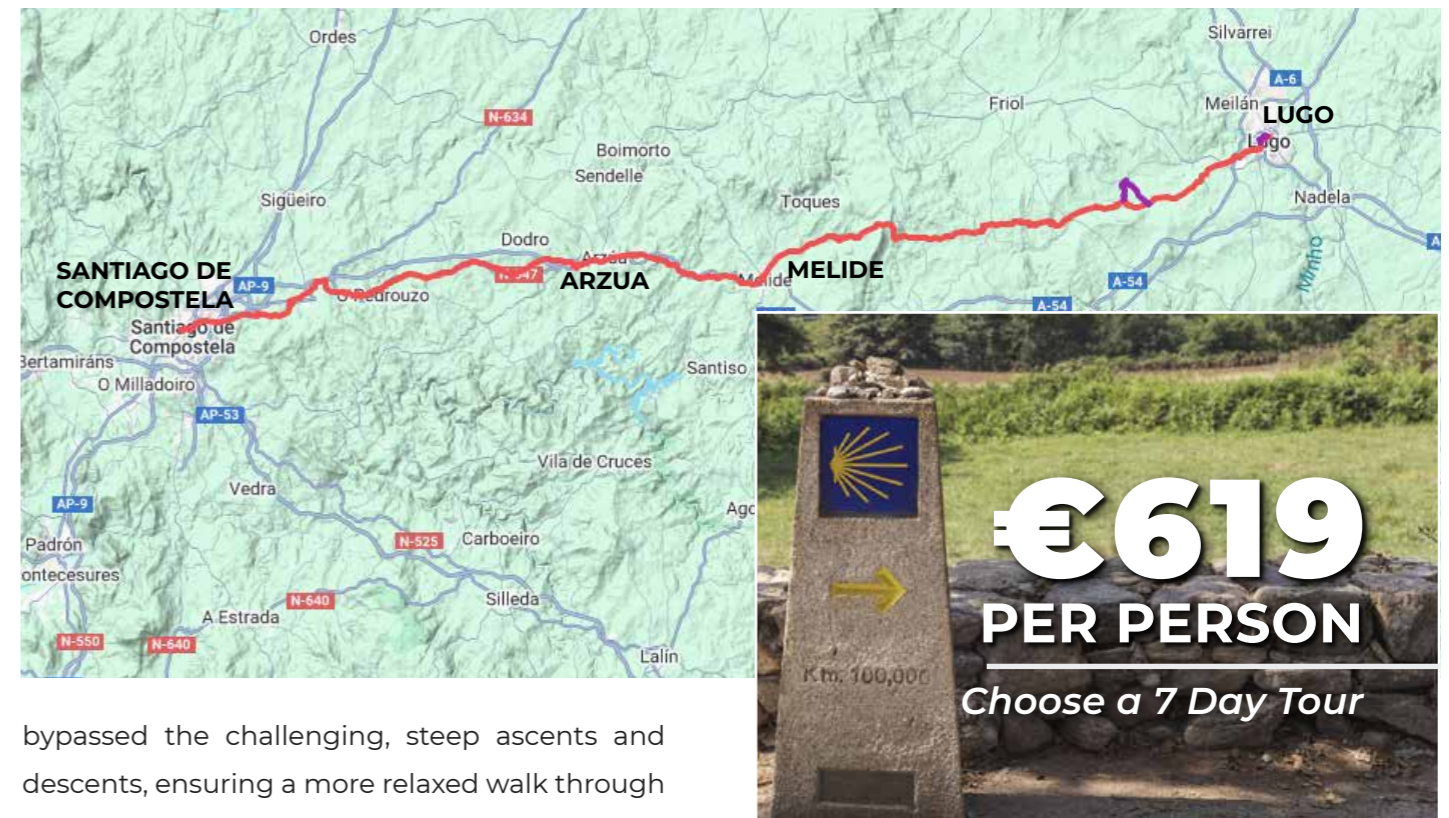 Ordes
Silvarrei
A-6
N-634
Friol
Meilán
LUGO
Lugo
Boimorto
Sendelle
Sigüeiro
Toques
Nadela
Dodro
Arzúa
N-547
ARZUA
MELIDE
Melide
Minho
A-54
A-54
SANTIAGO DE
COMPOSTELA
AP-9
O Pedrouzo
Santiago de
Compostela
Bertamiráns
O Milladoiro
Santiso
AP-53
Vila de Cruces
Vedra
AP-9
N-525
Carboeiro
Padrón
ontecesures
N-640
Silleda
A Estrada
N-550
N-640
Lalín
€619
PER PERSON
Km. 100,000
Choose a 7 Day Tour
bypassed the challenging, steep ascents and
descents, ensuring a more relaxed walk through